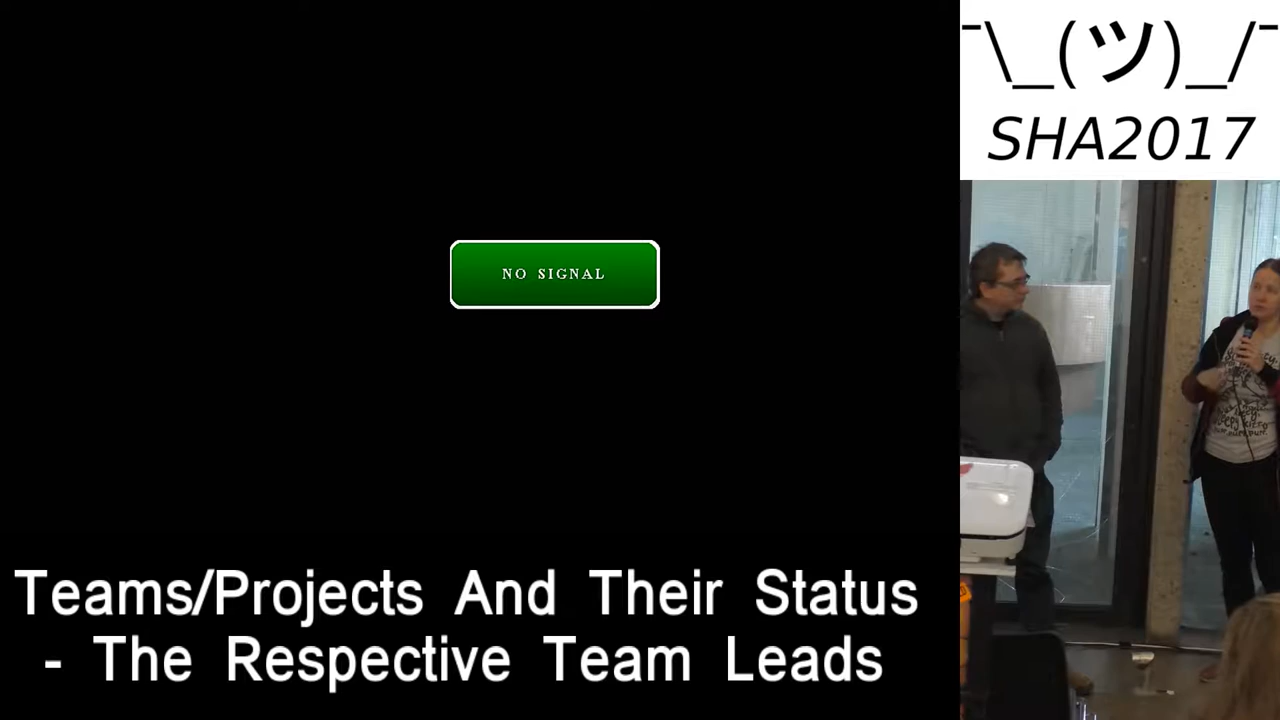 ¯\_(ツ)_/¯
SHA2017
NO SIGNAL
Teams/Projects And Their Status
- The Respective Team Leads